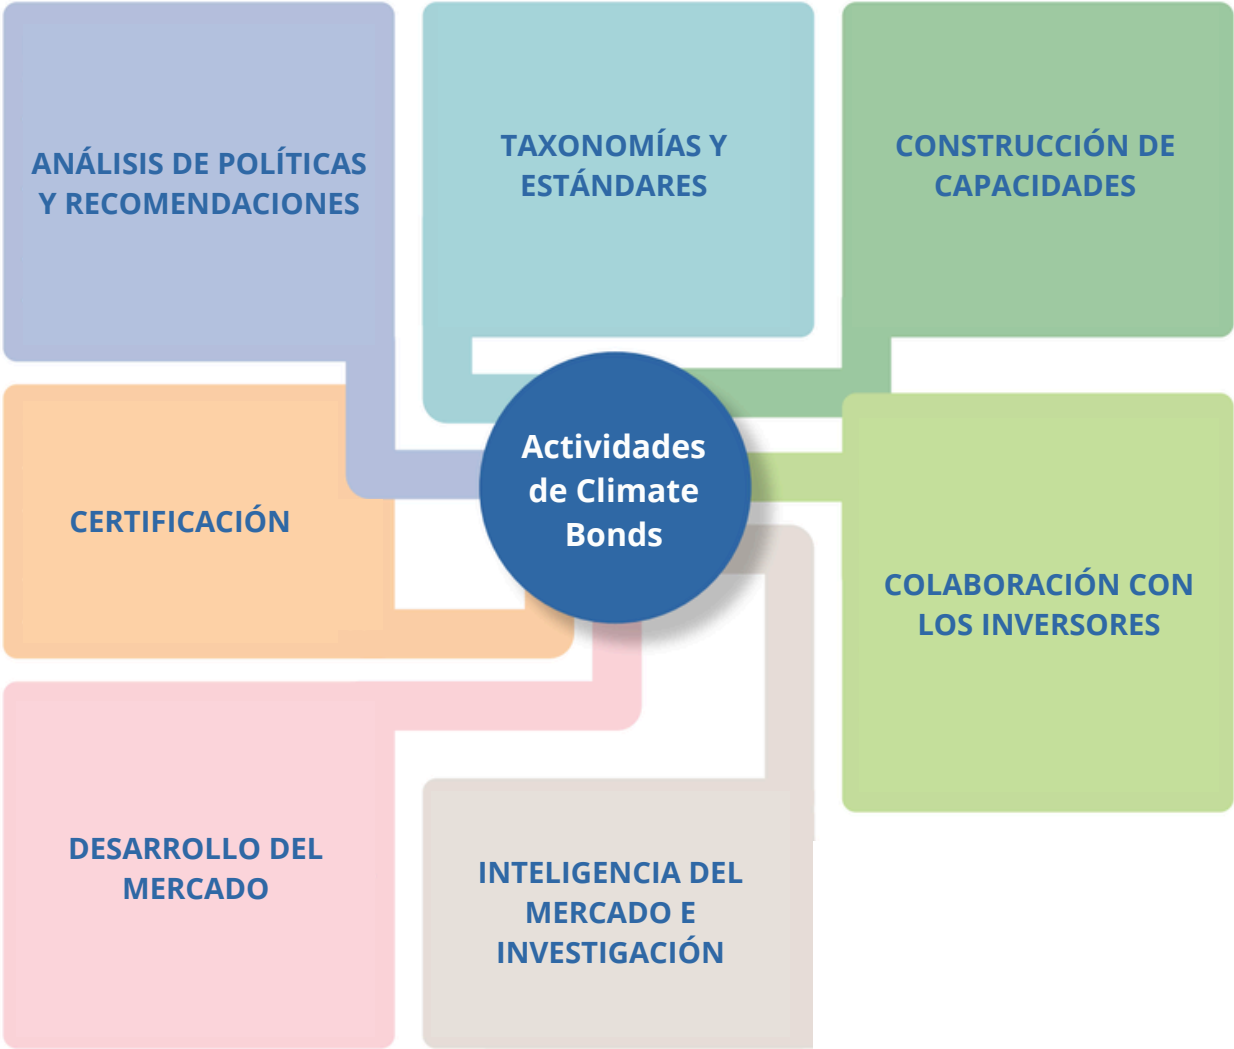 ANÁLISIS DE POLÍTICAS
Y RECOMENDACIONES
TAXONOMÍAS Y
ESTÁNDARES
CONSTRUCCIÓN DE
CAPACIDADES
Actividades
de Climate
Bonds
CERTIFICACIÓN
COLABORACIÓN CON
LOS INVERSORES
DESARROLLO DEL
MERCADO
INTELIGENCIA DEL
MERCADO E
INVESTIGACIÓN